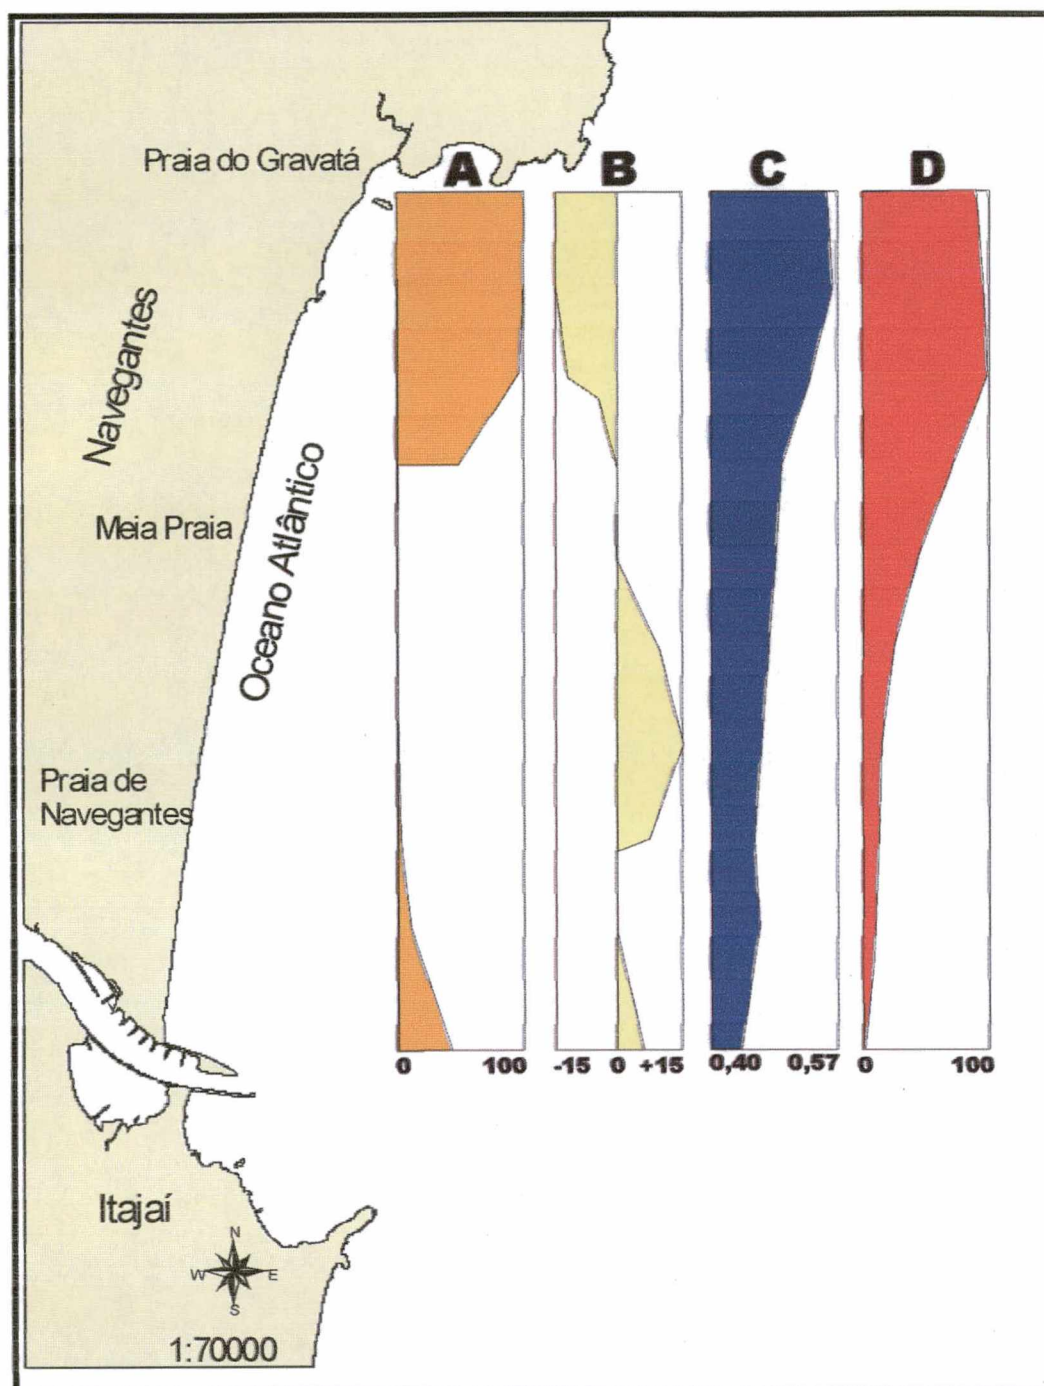 Praia do Gravatá
A
B
C
D
Navegantes
Oceano Atlântico
Meia Praia
Praia de
Navegantes
0 100
-15 0 +15
0,40 0,57
0 100
Itajaí
N
W E
S
1:70000